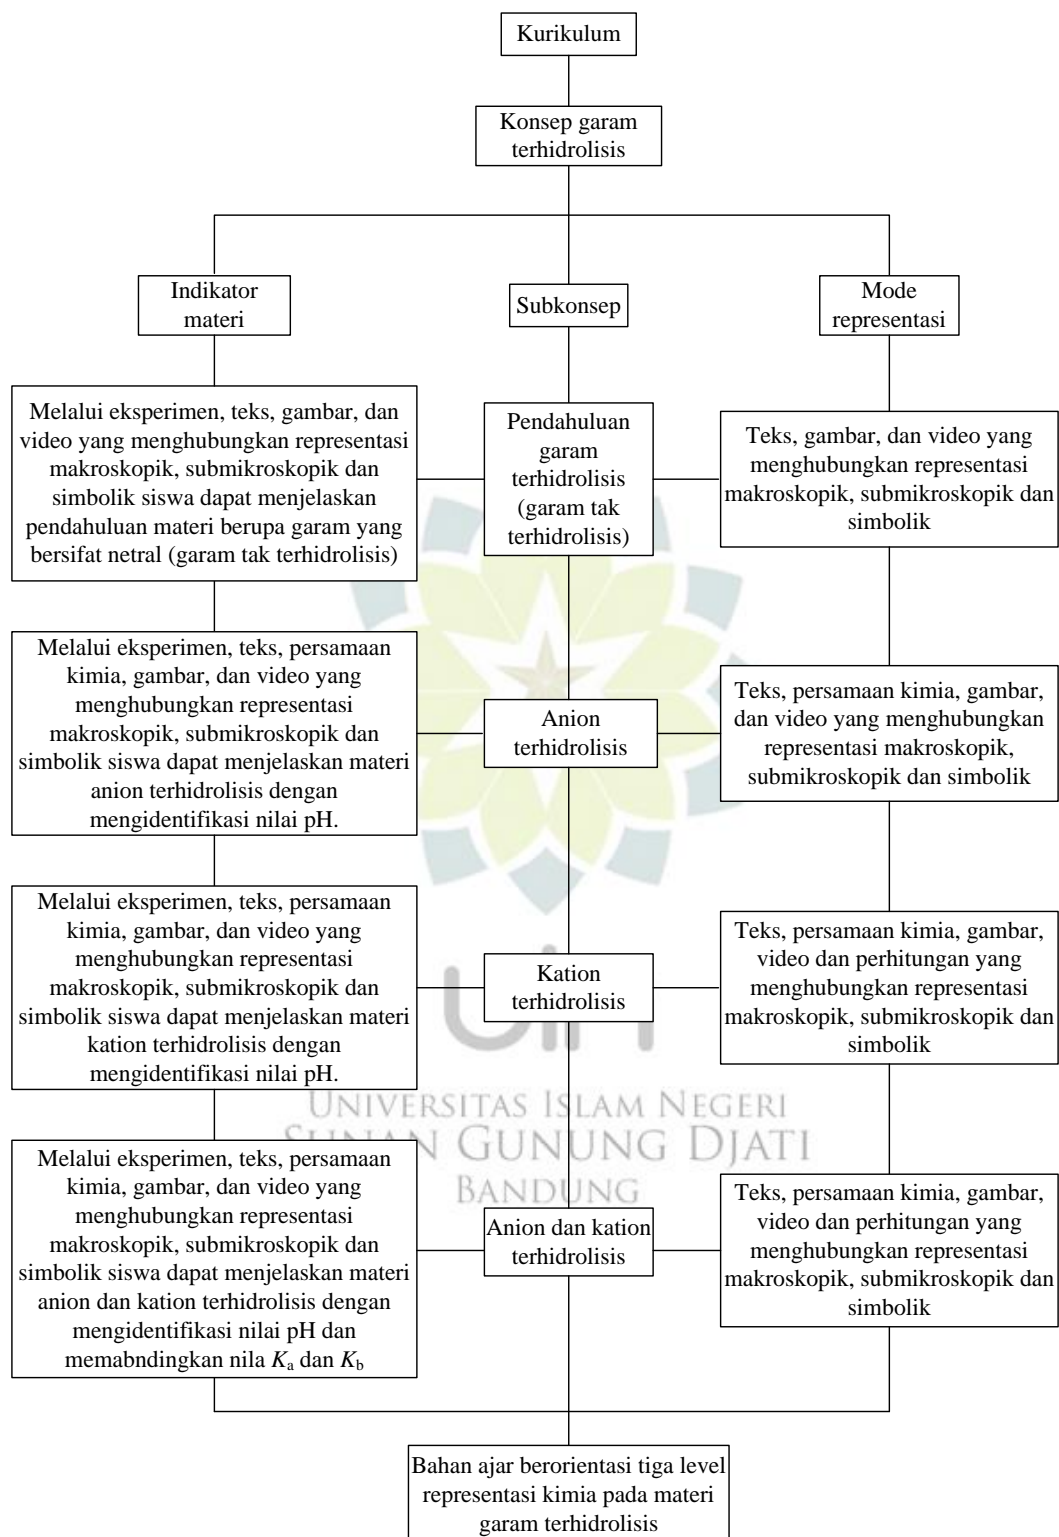 Kurikulum
Konsep garam
terhidrolisis
Indikator
materi
Subkonsep
Mode
representasi
Melalui eksperimen, teks, gambar, dan
video yang menghubungkan representasi
makroskopik, submikroskopik dan
simbolik siswa dapat menjelaskan
pendahuluan materi berupa garam yang
bersifat netral (garam tak terhidrolisis)
Pendahuluan
garam
terhidrolisis
(garam tak
terhidrolisis)
Teks, gambar, dan video yang
menghubungkan representasi
makroskopik, submikroskopik dan
simbolik
Melalui eksperimen, teks, persamaan
kimia, gambar, dan video yang
menghubungkan representasi
makroskopik, submikroskopik dan
simbolik siswa dapat menjelaskan materi
anion terhidrolisis dengan
mengidentifikasi nilai pH.
Anion
terhidrolisis
Teks, persamaan kimia, gambar,
dan video yang menghubungkan
representasi makroskopik,
submikroskopik dan simbolik
Melalui eksperimen, teks, persamaan
kimia, gambar, dan video yang
menghubungkan representasi
makroskopik, submikroskopik dan
simbolik siswa dapat menjelaskan materi
kation terhidrolisis dengan
mengidentifikasi nilai pH.
Kation
terhidrolisis
Teks, persamaan kimia, gambar,
video dan perhitungan yang
menghubungkan representasi
makroskopik, submikroskopik dan
simbolik
uin
UNIVERSITAS ISLAM NEGERI
SUNAN GUNUNG DJATI
BANDUNG
Melalui eksperimen, teks, persamaan
kimia, gambar, dan video yang
menghubungkan representasi
makroskopik, submikroskopik dan
simbolik siswa dapat menjelaskan materi
anion dan kation terhidrolisis dengan
mengidentifikasi nilai pH dan
memabndingkan nila Ka dan Kb
Anion dan kation
terhidrolisis
Teks, persamaan kimia, gambar,
video dan perhitungan yang
menghubungkan representasi
makroskopik, submikroskopik dan
simbolik
Bahan ajar berorientasi tiga level
representasi kimia pada materi
garam terhidrolisis